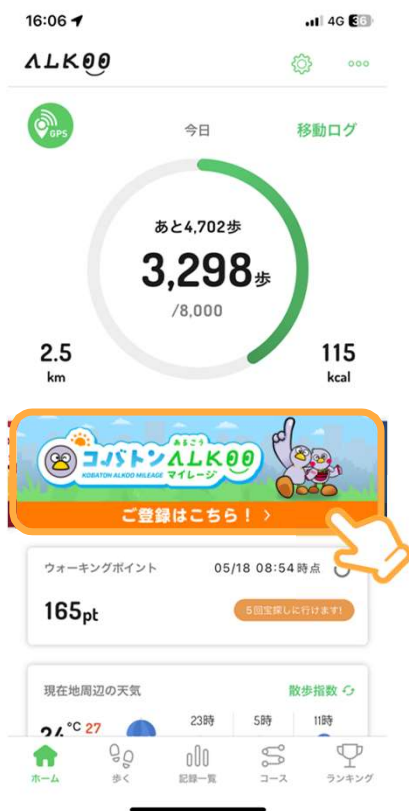 16:06 4G 36
ALKOO
GPS
今日
移動ログ
あと4,702歩
3,298歩
/8,000
2.5
km
115
kcal
コバトン
あるこう
ALKOO
KOBATON ALKOO MILEAGE マイレージ
ご登録はこちら! >
ウォーキングポイント 05/18 08:54時点
165pt
5回宝探しに行けます!
現在地周辺の天気 散歩指数
24℃ 27
23時 5時 11時
ホーム 歩く 記録一覧 コース ランキング